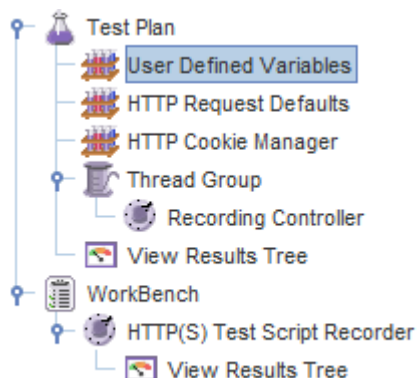 Test Plan
User Defined Variables
HTTP Request Defaults
HTTP Cookie Manager
Thread Group
Recording Controller
View Results Tree
WorkBench
HTTP(S) Test Script Recorder
View Results Tree